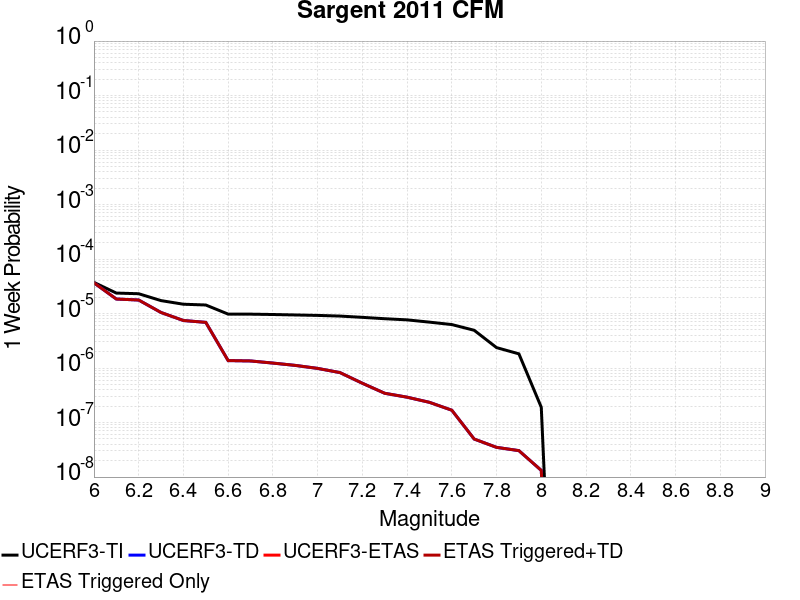 Sargent 2011 CFM
10^0
10^-1
10^-2
10^-3
10^-4
10^-5
10^-6
10^-7
10^-8
1 Week Probability
6 6.2 6.4 6.6 6.8 7 7.2 7.4 7.6 7.8 8 8.2 8.4 8.6 8.8 9
Magnitude
UCERF3-TI UCERF3-TD UCERF3-ETAS ETAS Triggered+TD
ETAS Triggered Only